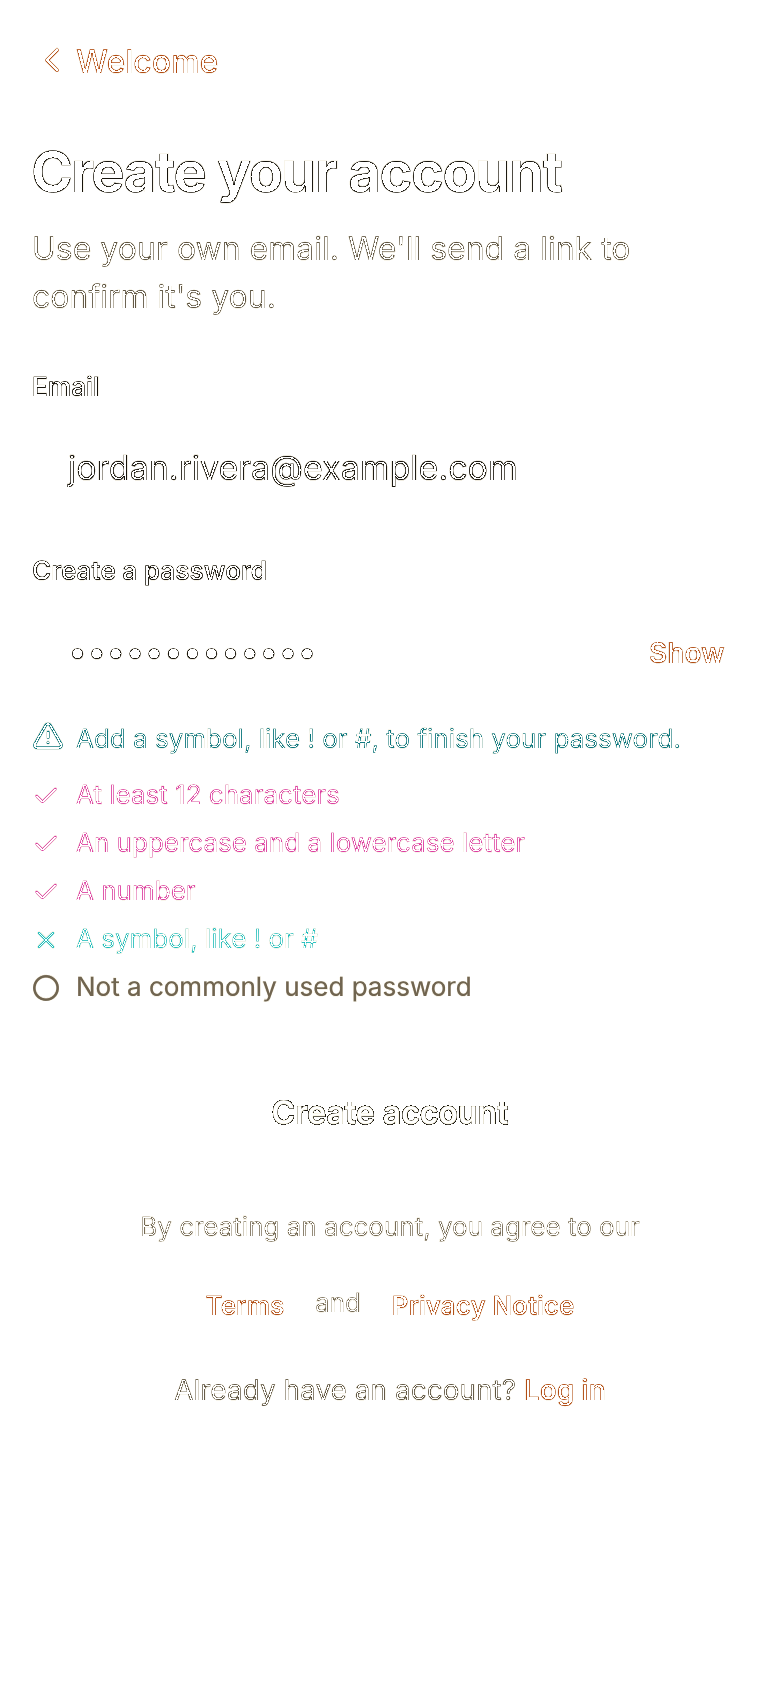 Welcome
Create your account
Use your own email. We'll send a link to
confirm it's you.
Email
jordan.rivera@example.com
Create a password
Show
Add a symbol, like ! or #, to finish your password.
At least 12 characters
An uppercase and a lowercase letter
A number
A symbol, like ! or #
Not a commonly used password
Create account
By creating an account, you agree to our
Terms and Privacy Notice
Already have an account? Log in